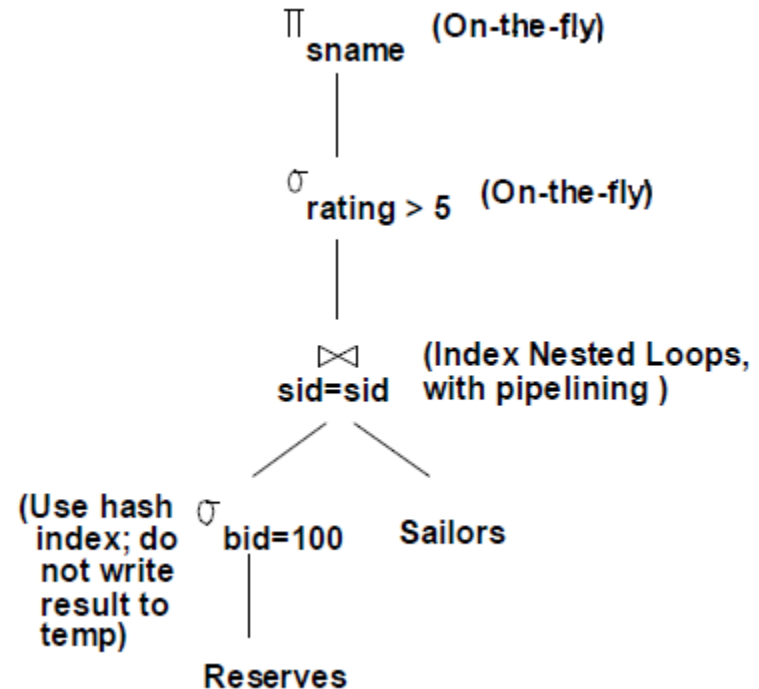 π sname (On-the-fly)
σ rating > 5 (On-the-fly)
⋈ (Index Nested Loops,
sid=sid with pipelining )
(Use hash σ
index; do bid=100 Sailors
not write
result to
temp)
Reserves